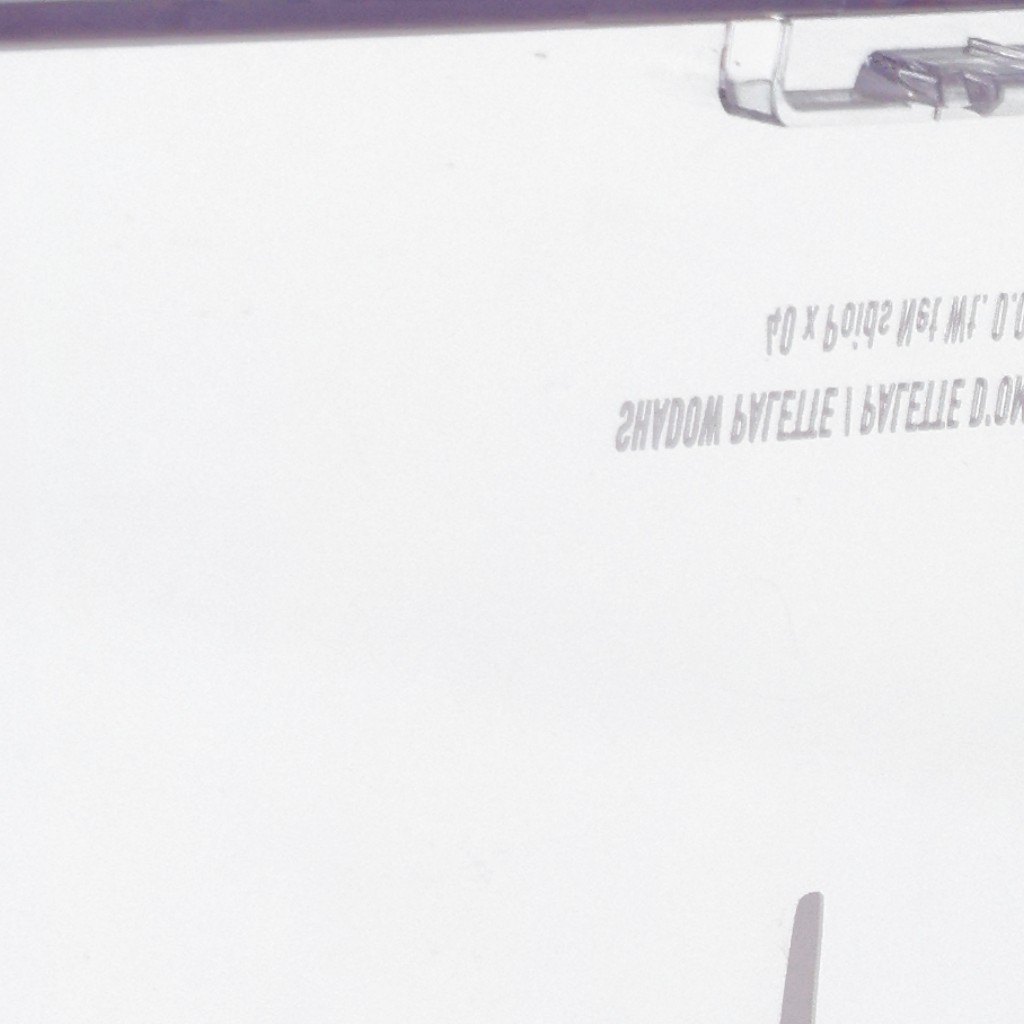 SHADOW PALETTE | PALETTE D'OM
40 x Poids Net Wt. 0.0